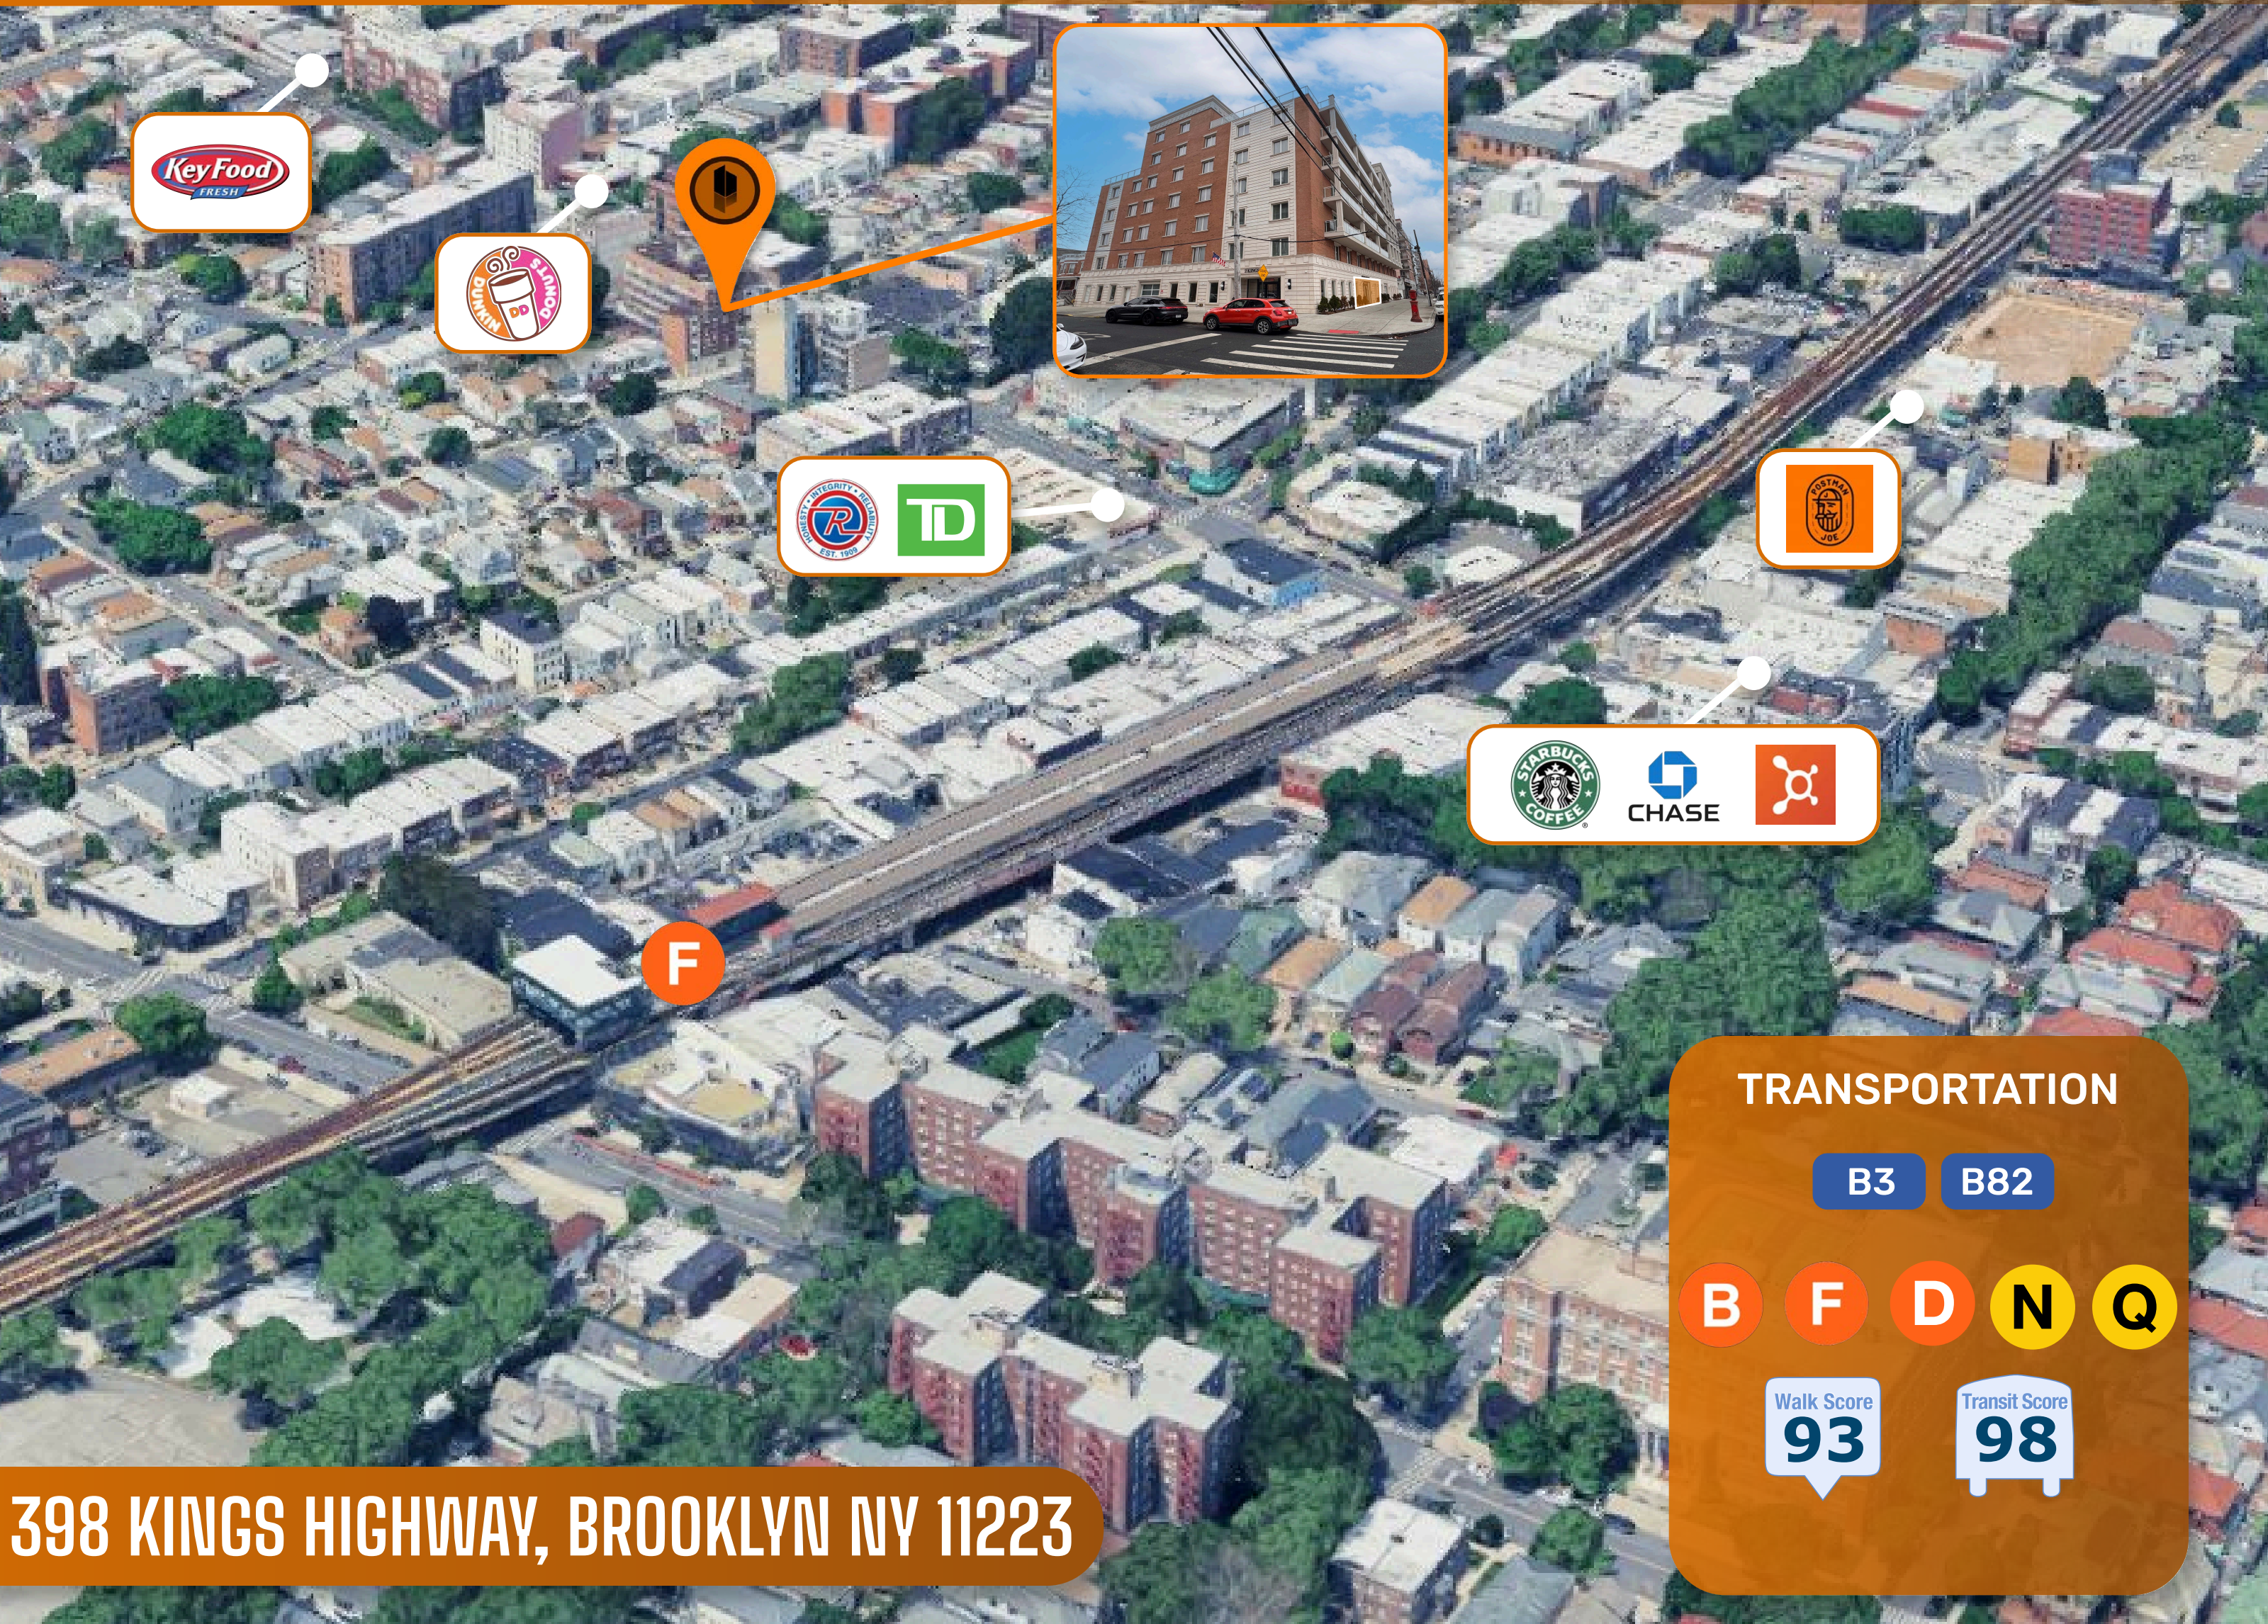 Key Food
FRESH
DUNKIN'
DONUTS
DD
HONESTY • INTEGRITY • RELIABILITY
R
EST. 1909
TD
POSTMAN
JOE
STARBUCKS
COFFEE
CHASE
F
TRANSPORTATION
B3 B82
B F D N Q
Walk Score Transit Score
93 98
398 KINGS HIGHWAY, BROOKLYN NY 11223